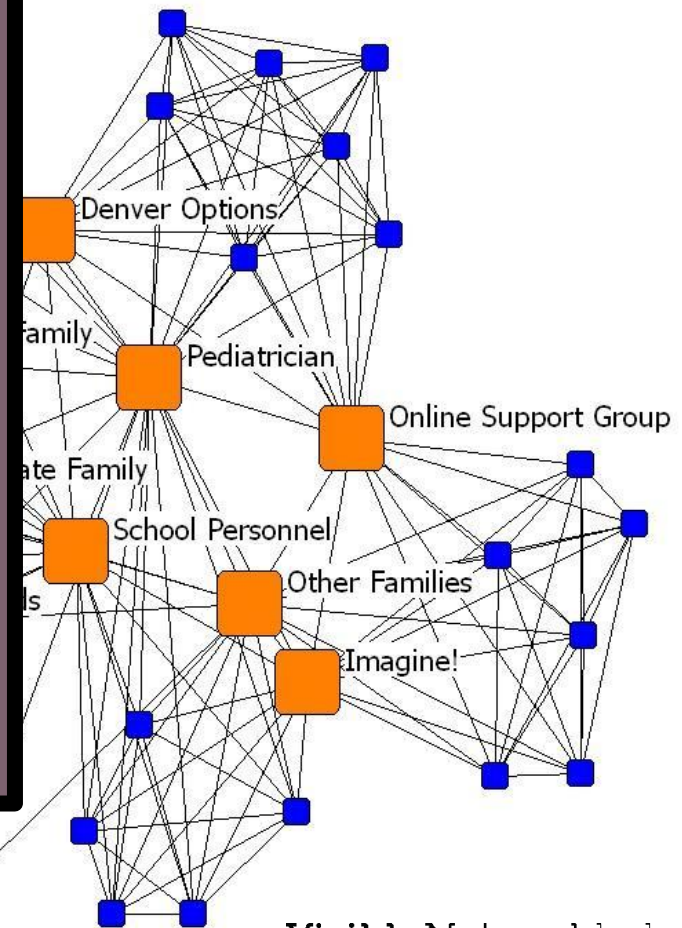 Denver Options
Family
Pediatrician
Online Support Group
ate Family
School Personnel
Other Families
ls
Imagine!